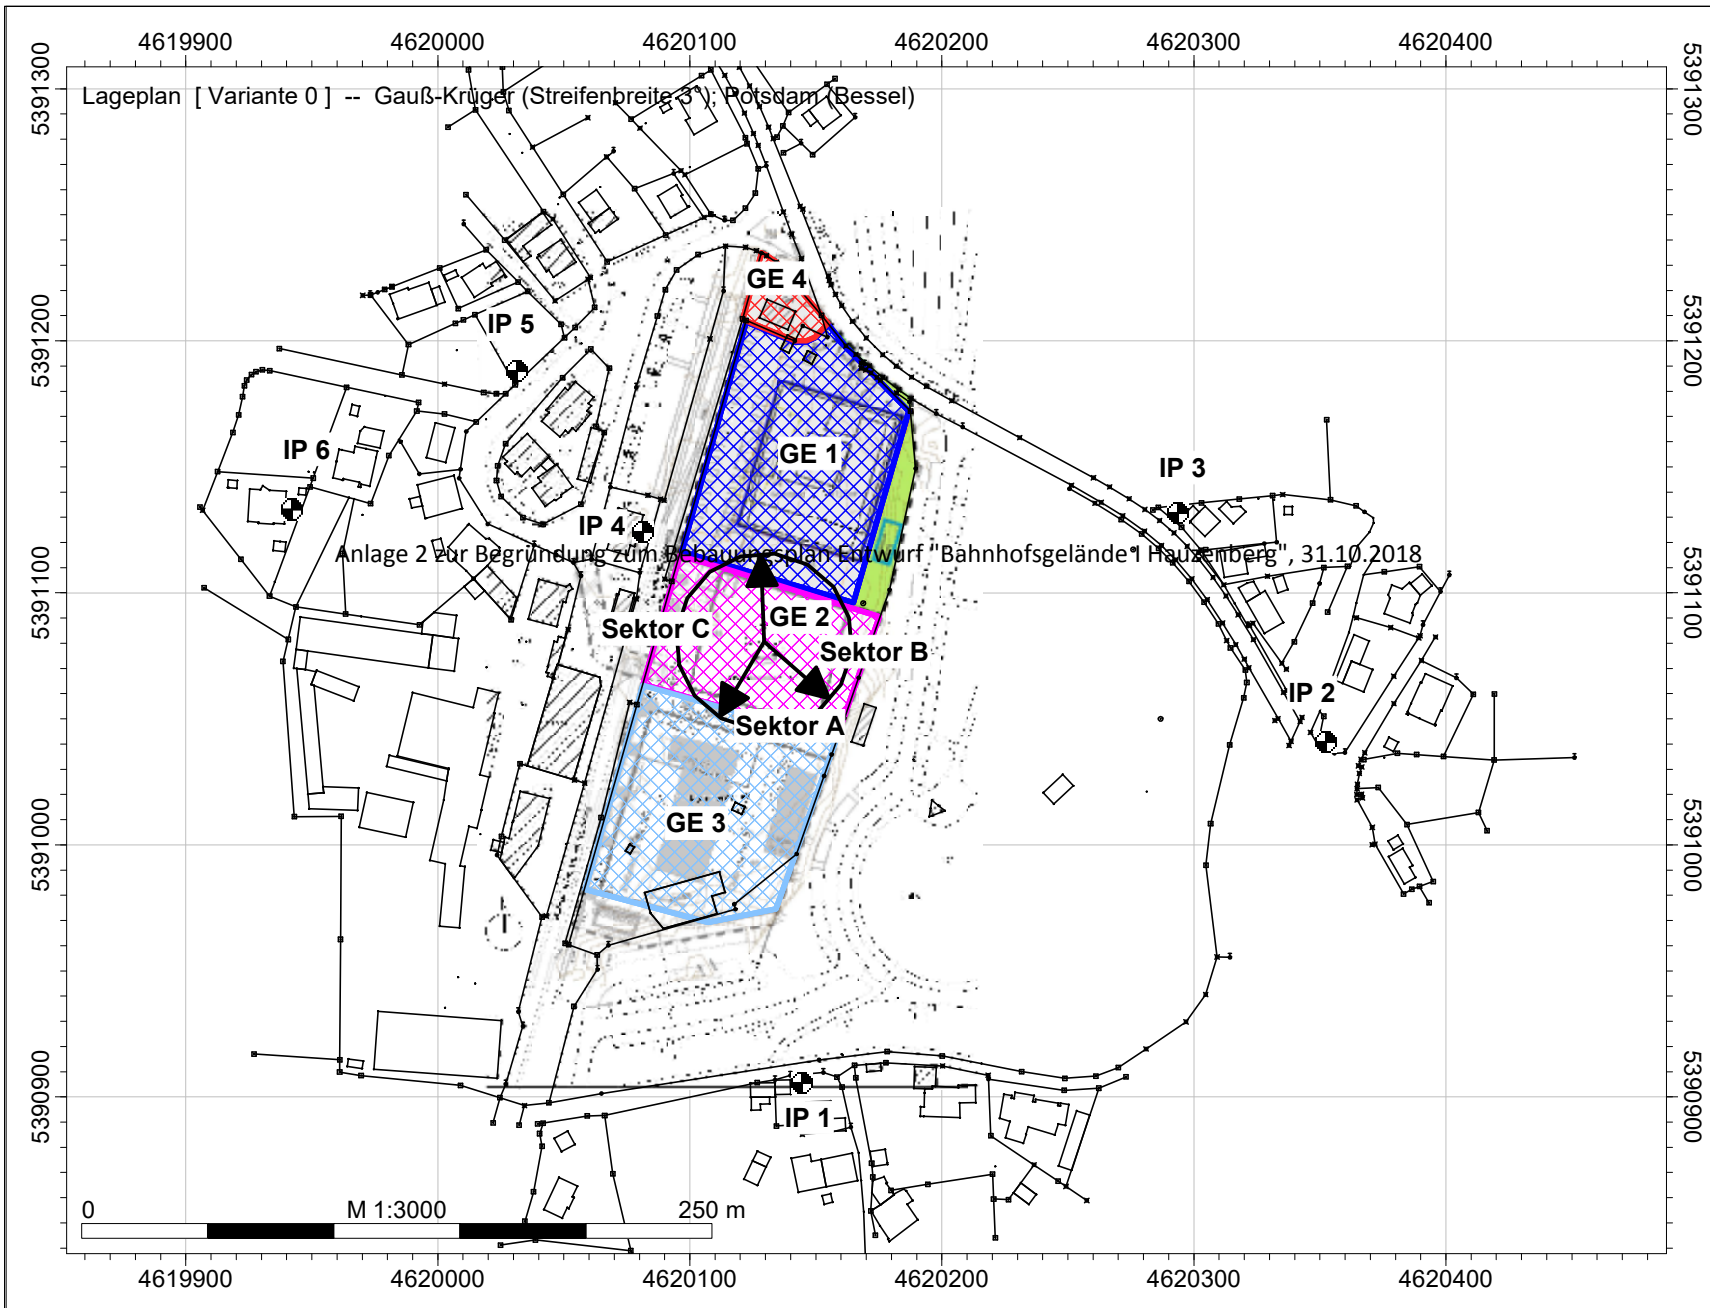 4619900 4620000 4620100 4620200 4620300 4620400
5391300 5391300
Lageplan [ Variante 0 ] -- Gauß-Krüger (Streifenbreite 3°); Potsdam (Bessel)
GE 4
5391200 5391200
IP 5
IP 6
GE 1
IP 3
IP 4
Anlage 2 zur Begründung zum Bebauungsplan Entwurf "Bahnhofsgelände I Hauzenberg", 31.10.2018
5391100 5391100
GE 2
Sektor C
Sektor B
IP 2
Sektor A
GE 3
5391000 5391000
5390900 5390900
IP 1
0 M 1:3000 250 m
4619900 4620000 4620100 4620200 4620300 4620400